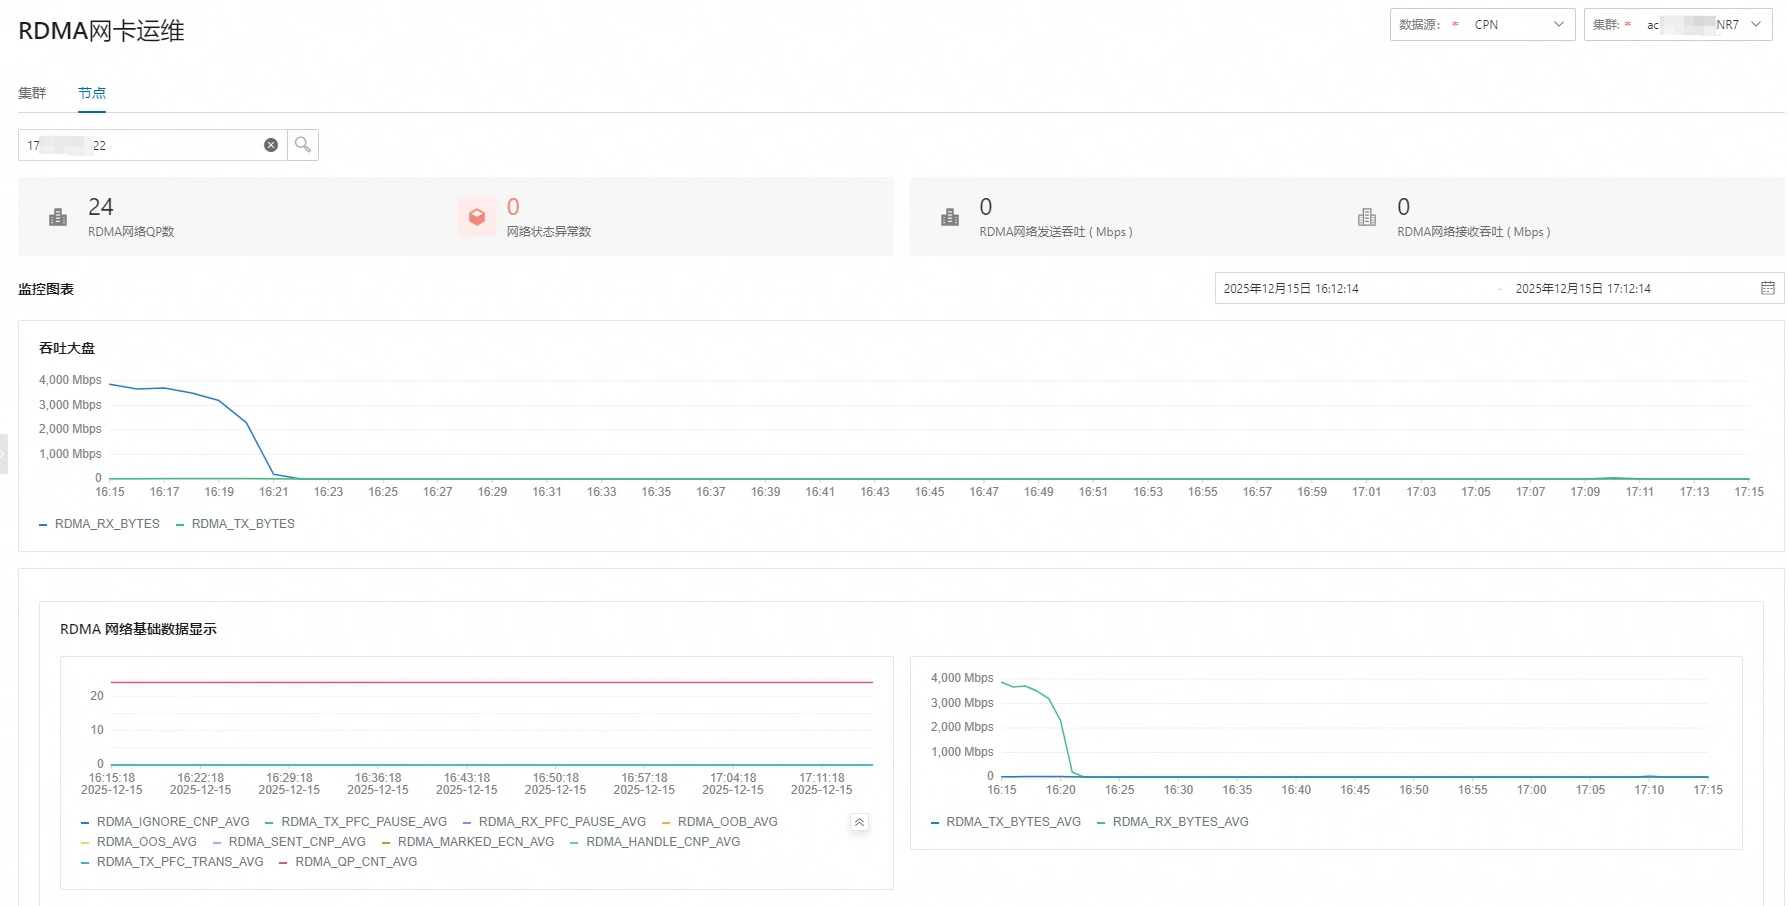 RDMA网卡运维
数据源: * CPN
集群: * ac NR7
集群 节点
17 22
24
RDMA网络QP数
0
网络状态异常数
0
RDMA网络发送吞吐 ( Mbps )
0
RDMA网络接收吞吐 ( Mbps )
监控图表
2025年12月15日 16:12:14 - 2025年12月15日 17:12:14
吞吐大盘
4,000 Mbps
3,000 Mbps
2,000 Mbps
1,000 Mbps
0
16:15 16:17 16:19 16:21 16:23 16:25 16:27 16:29 16:31 16:33 16:35 16:37 16:39 16:41 16:43 16:45 16:47 16:49 16:51 16:53 16:55 16:57 16:59 17:01 17:03 17:05 17:07 17:09 17:11 17:13 17:15
RDMA_RX_BYTES RDMA_TX_BYTES
RDMA 网络基础数据显示
20
10
0
16:15:18 16:22:18 16:29:18 16:36:18 16:43:18 16:50:18 16:57:18 17:04:18 17:11:18
2025-12-15 2025-12-15 2025-12-15 2025-12-15 2025-12-15 2025-12-15 2025-12-15 2025-12-15 2025-12-15
RDMA_IGNORE_CNP_AVG RDMA_TX_PFC_PAUSE_AVG RDMA_RX_PFC_PAUSE_AVG RDMA_OOB_AVG
RDMA_OOS_AVG RDMA_SENT_CNP_AVG RDMA_MARKED_ECN_AVG RDMA_HANDLE_CNP_AVG
RDMA_TX_PFC_TRANS_AVG RDMA_QP_CNT_AVG
4,000 Mbps
3,000 Mbps
2,000 Mbps
1,000 Mbps
0
16:15 16:20 16:25 16:30 16:35 16:40 16:45 16:50 16:55 17:00 17:05 17:10 17:15
RDMA_TX_BYTES_AVG RDMA_RX_BYTES_AVG